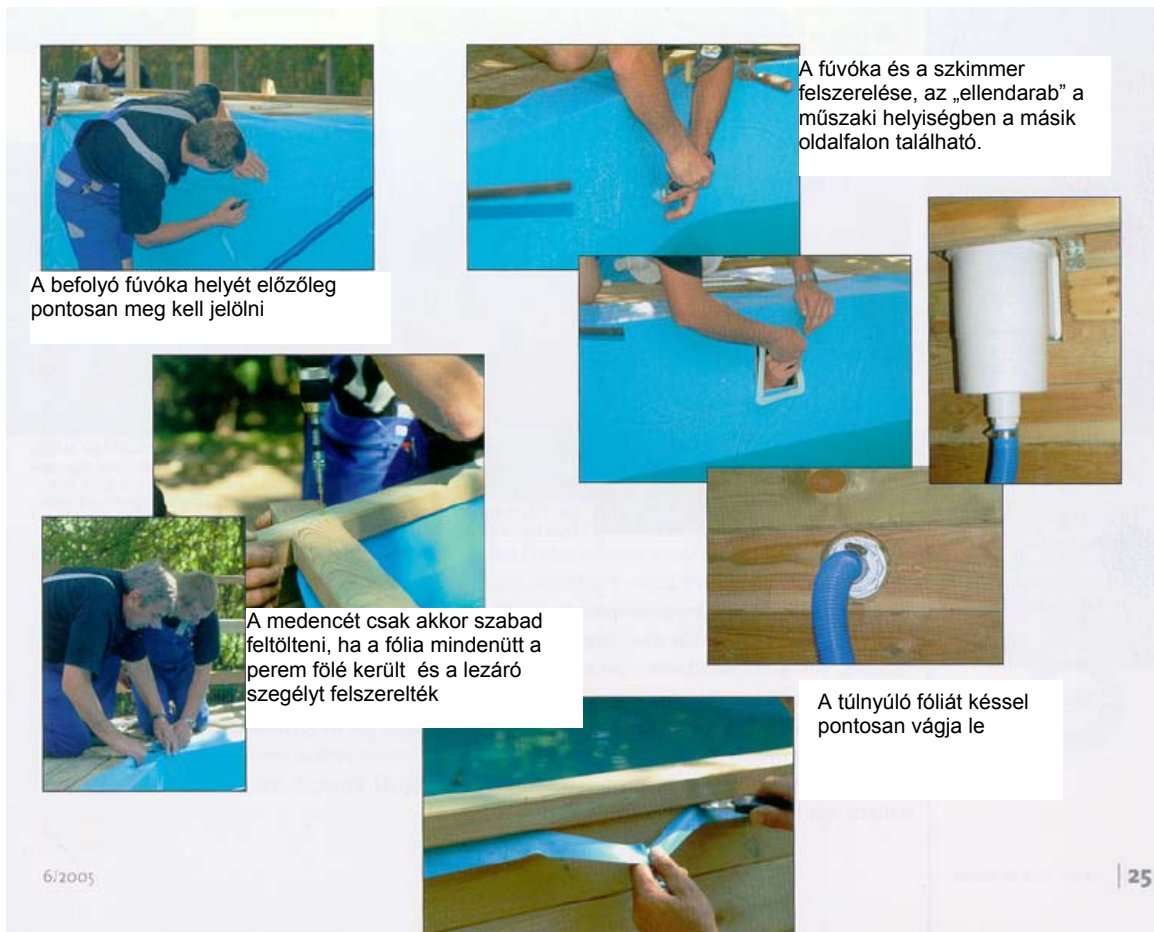 A befolyó fúvóka helyét előzőleg
pontosan meg kell jelölni
A fúvóka és a szkimmer
felszerelése, az „ellendarab” a
műszaki helyiségben a másik
oldalfalon található.
A medencét csak akkor szabad
feltölteni, ha a fólia mindenütt a
perem fölé került és a lezáró
szegélyt felszerelték
A túlnyúló fóliát késsel
pontosan vágja le
6/2005
| 25